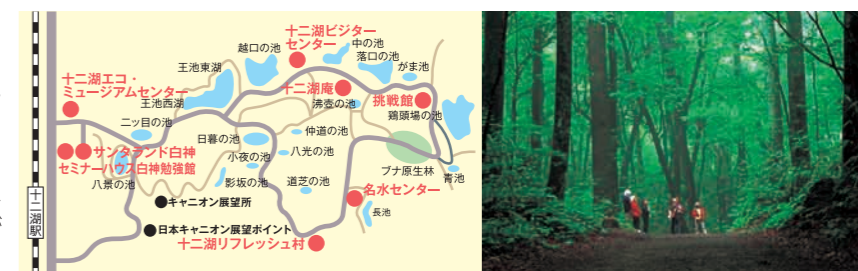 十二湖ビジター
センター
中の池
越口の池
落口の池
がま池
王池東湖
十二湖エコ・
ミュージアムセンター
王池西湖
十二湖庵
沸壺の池
挑戦館
鶏頭場の池
二ッ目の池
日暮の池
仲道の池
サンタランド白神
セミナーハウス白神勉強館
小夜の池
八光の池
ブナ原生林
青池
八景の池
影坂の池
道芝の池
名水センター
キャニオン展望所
長池
十二湖駅
日本キャニオン展望ポイント
十二湖リフレッシュ村